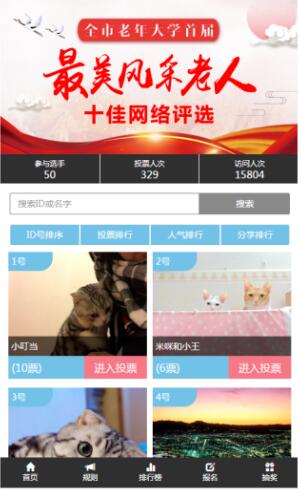 全市老年大学首届
最美风采老人
十佳网络评选
参与选手 投票人次 访问人次
50 329 15804
搜索ID或名字 搜索
ID号排序 投票排行 人气排行 分学排行
1号 2号
小叮当 米咪和小王
(10票) 进入投票 (6票) 进入投票
3号 4号
首页 规则 排行榜 报名 抽奖